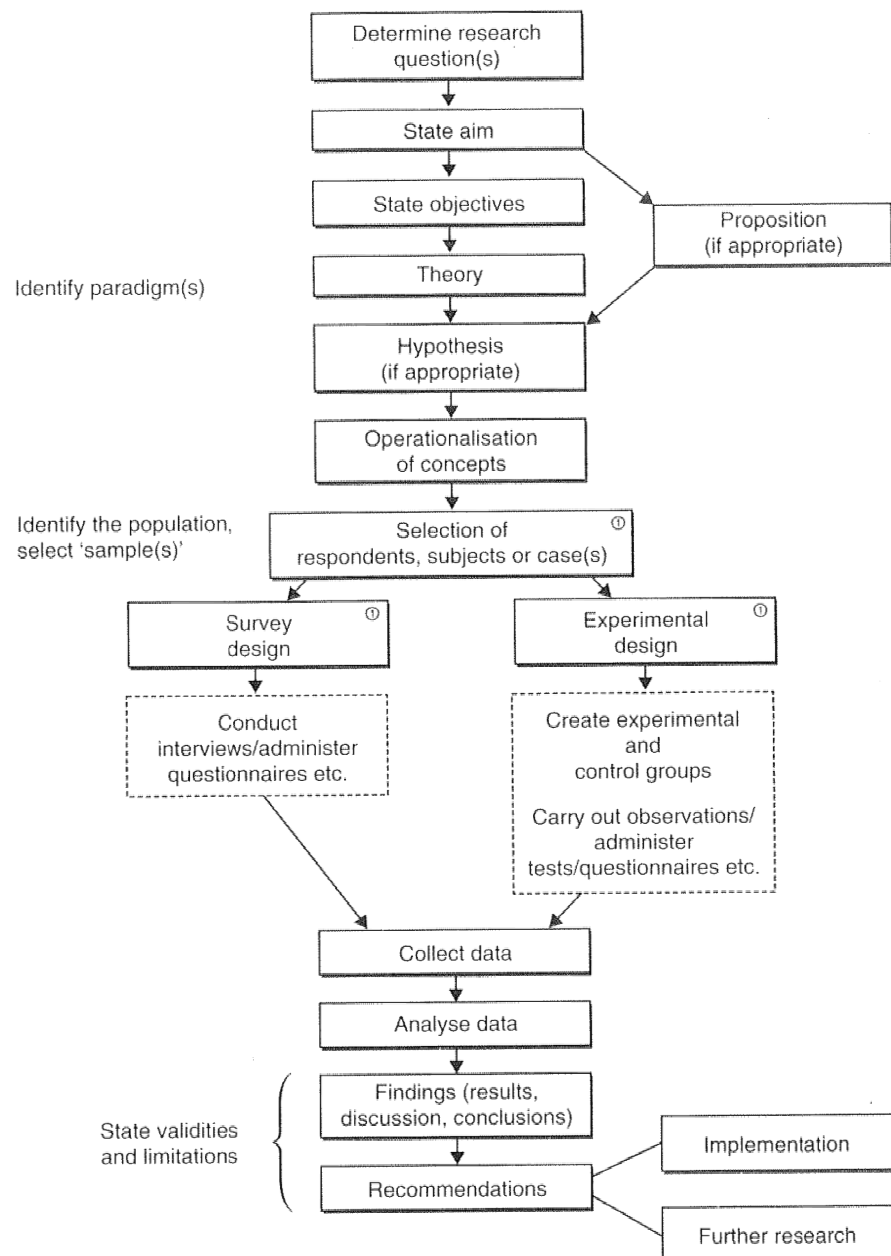 Determine research
question(s)
State aim
State objectives
Proposition
(if appropriate)
Theory
Identify paradigm(s)
Hypothesis
(if appropriate)
Operationalisation
of concepts
Identify the population,
select ‘sample(s)’
Selection of ①
respondents, subjects or case(s)
Survey ①
design
Experimental ①
design
Conduct
interviews/administer
questionnaires etc.
Create experimental
and
control groups
Carry out observations/
administer
tests/questionnaires etc.
Collect data
Analyse data
Findings (results,
discussion, conclusions)
State validities
and limitations
Recommendations
Implementation
Further research